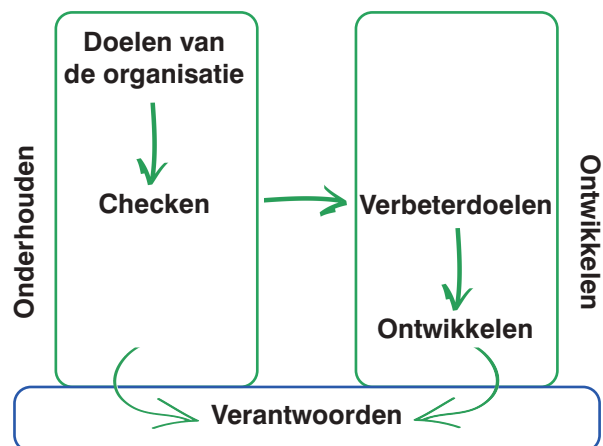 Doelen van
de organisatie
Onderhouden
Checken
Verbeterdoelen
Ontwikkelen
Ontwikkelen
Verantwoorden